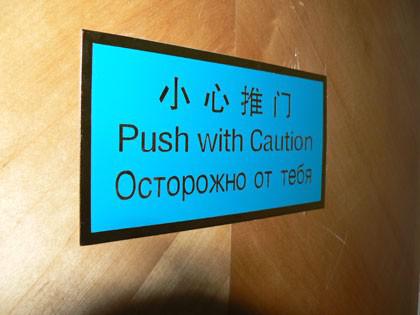 小心推门
Push with Caution
Осторожно от тебя